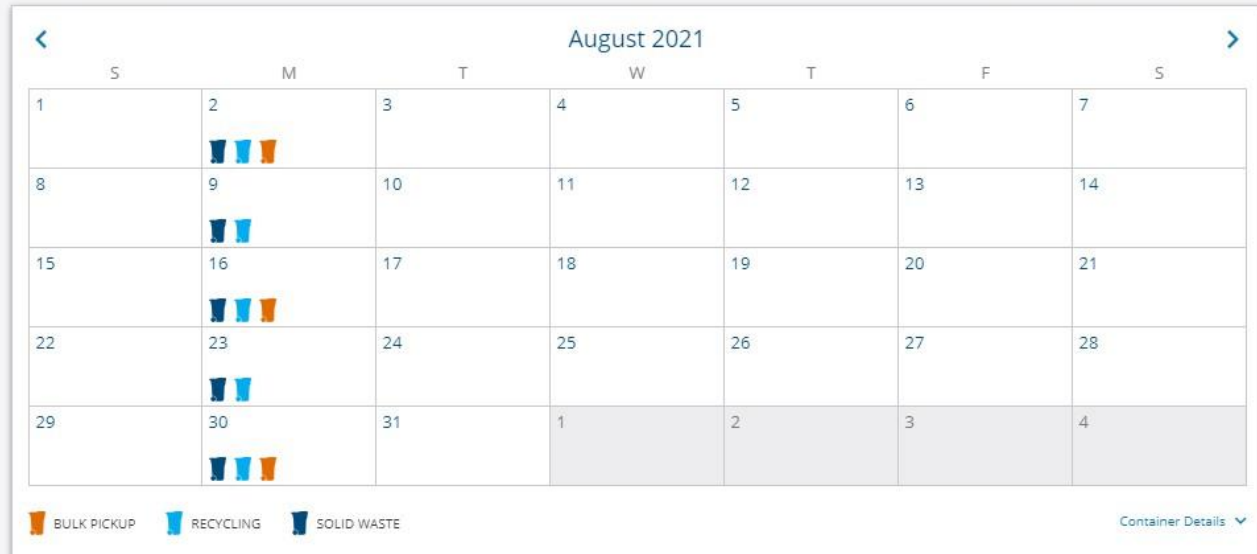 August 2021
S M T W T F S
1 2 3 4 5 6 7
8 9 10 11 12 13 14
15 16 17 18 19 20 21
22 23 24 25 26 27 28
29 30 31 1 2 3 4
BULK PICKUP RECYCLING SOLID WASTE Container Details